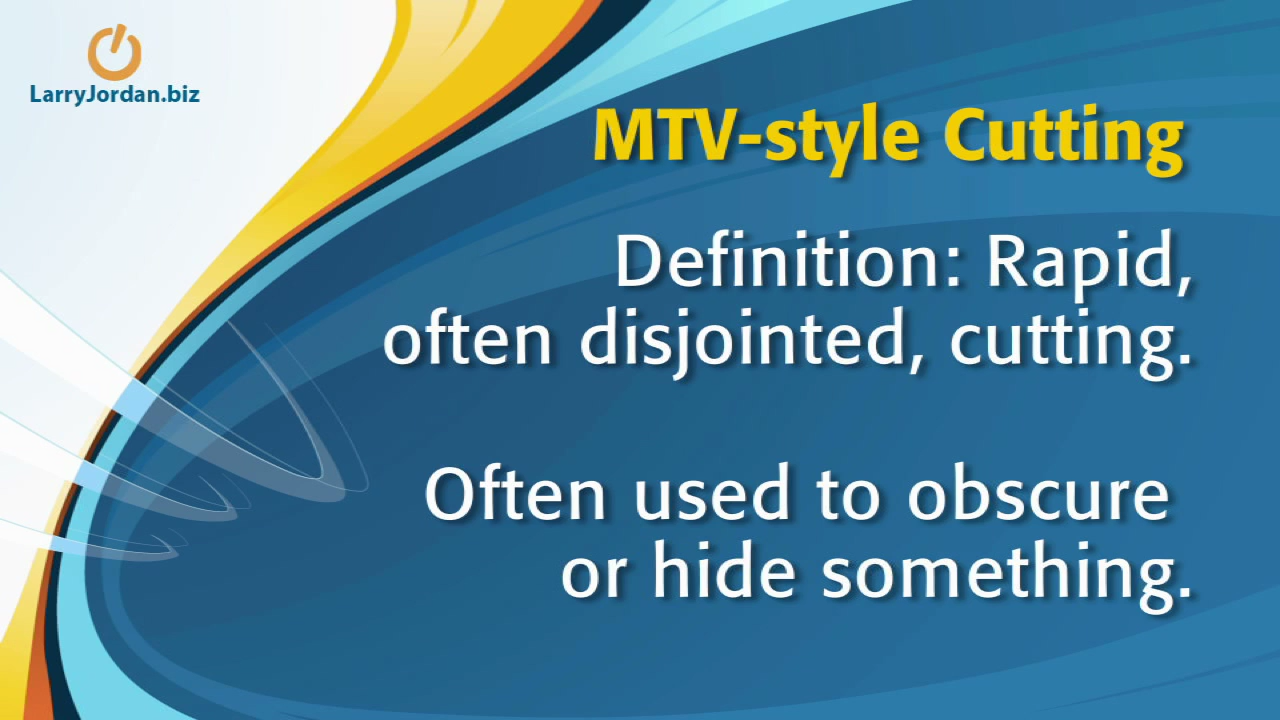 LarryJordan.biz
MTV-style Cutting
Definition: Rapid,
often disjointed, cutting.
Often used to obscure
or hide something.